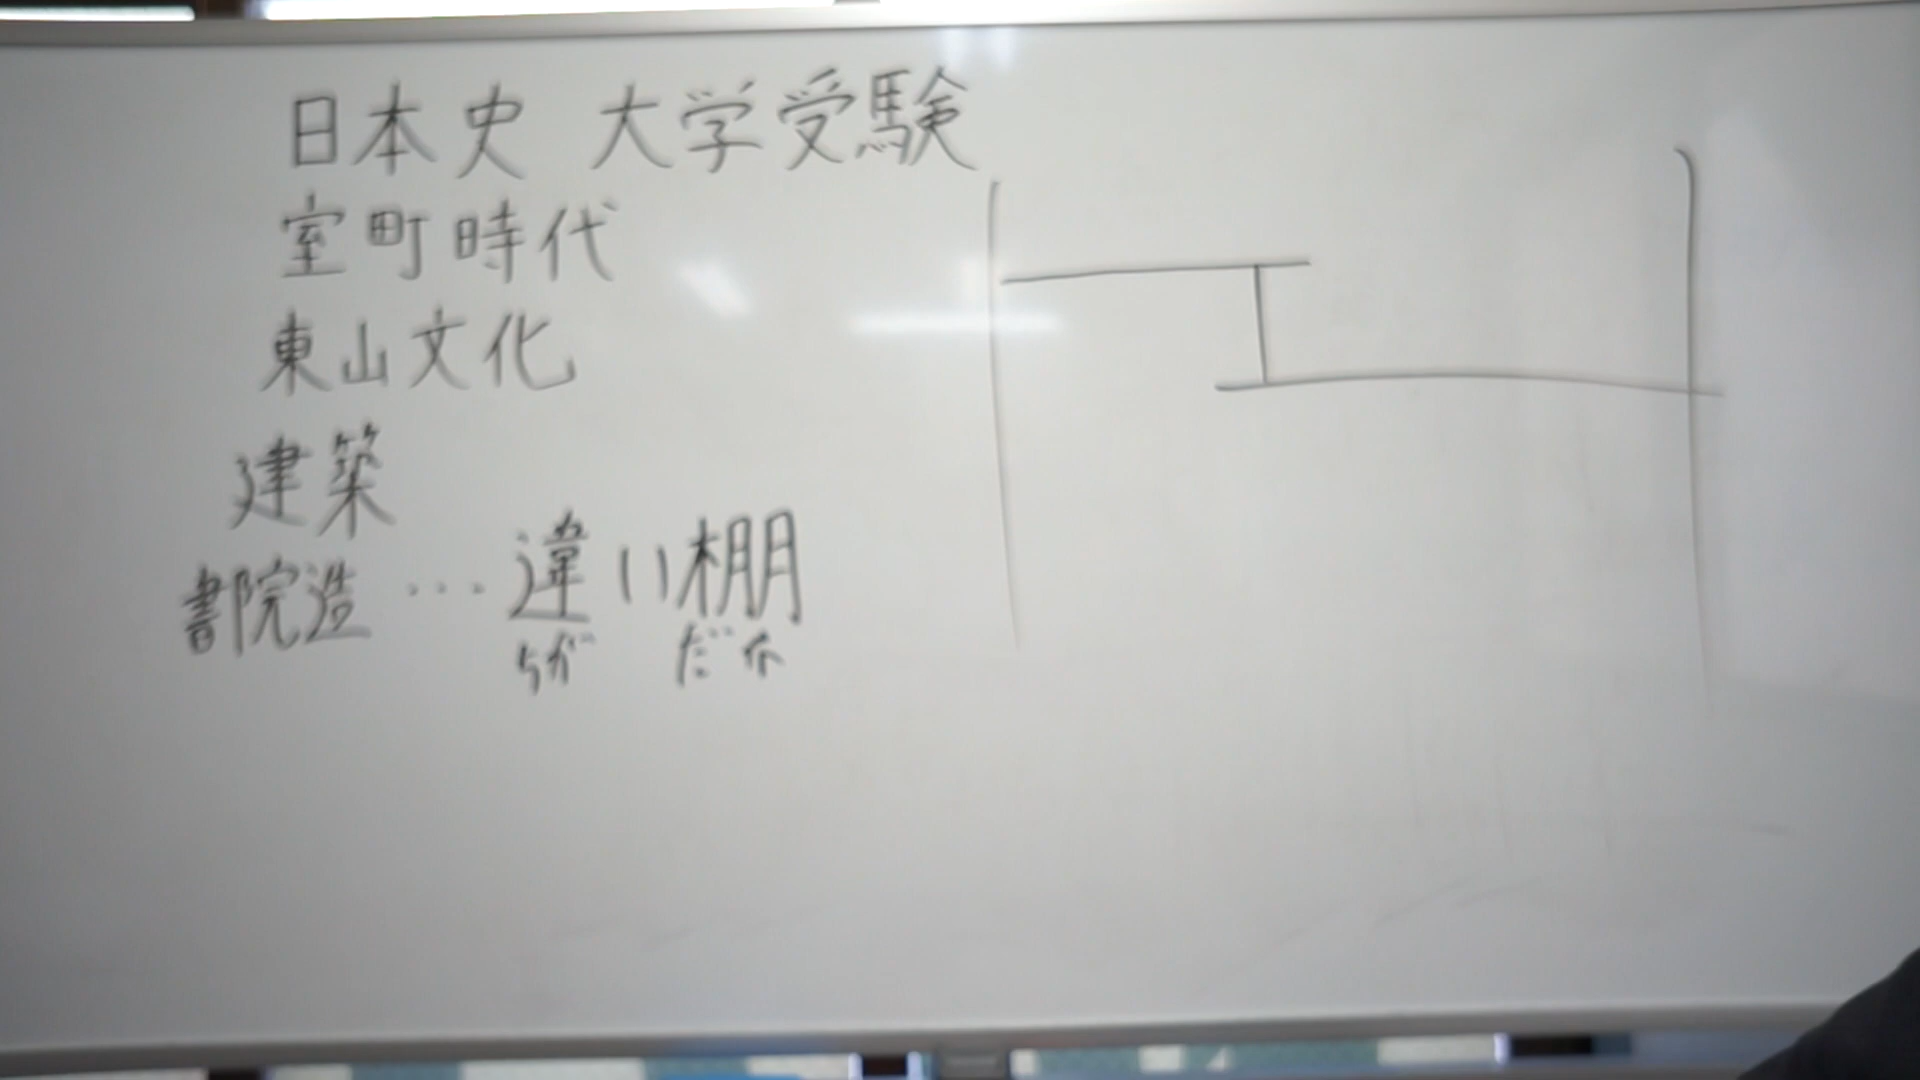 日本史 大学受験
室町時代
東山文化
建築
書院造 … 違い棚
ちが だな